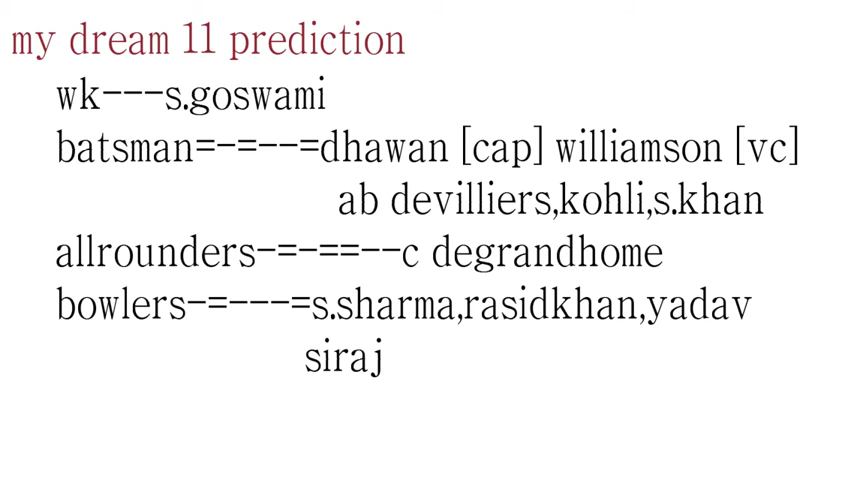 my dream 11 prediction
wk---s.goswami
batsman=-=--=dhawan [cap] williamson [vc]
ab devilliers,kohli,s.khan
allrounders-=-==--c degrandhome
bowlers-=---=s.sharma,rasidkhan,yadav
siraj